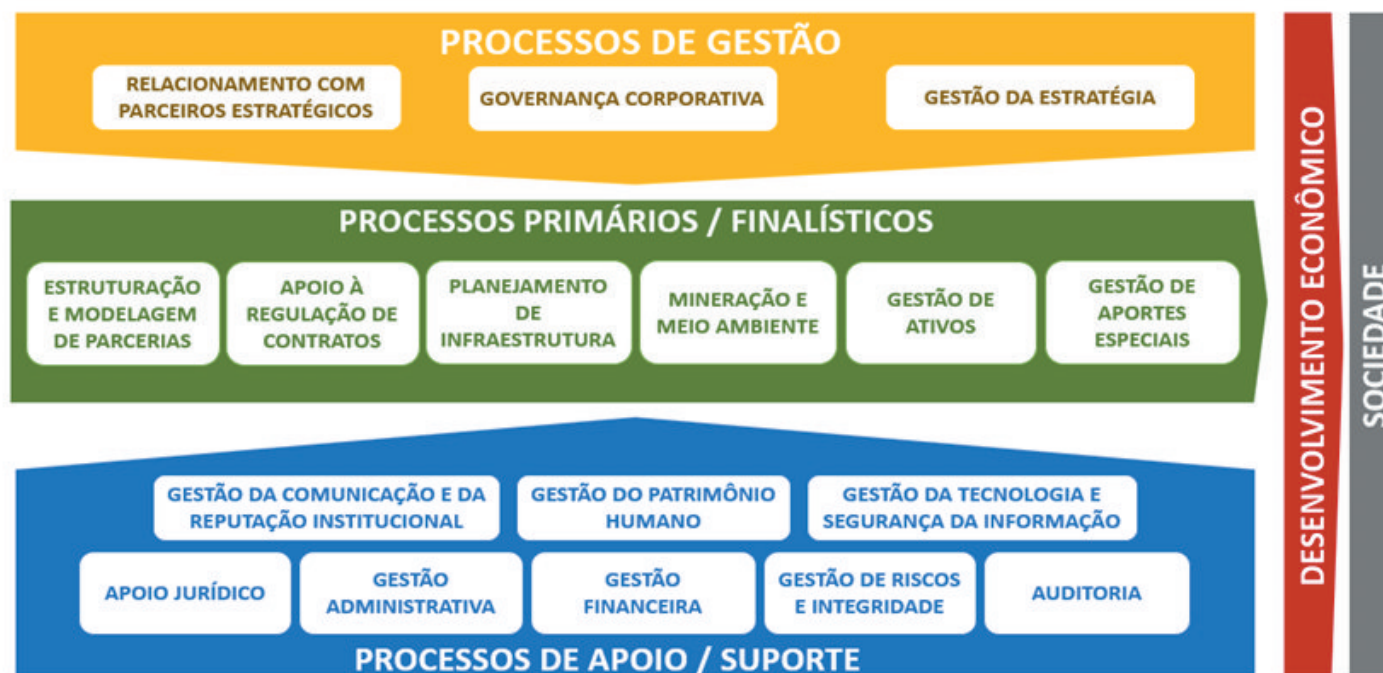 PROCESSOS DE GESTÃO
RELACIONAMENTO COM
PARCEIROS ESTRATÉGICOS
GOVERNANÇA CORPORATIVA
GESTÃO DA ESTRATÉGIA
PROCESSOS PRIMÁRIOS / FINALÍSTICOS
ESTRUTURAÇÃO
E MODELAGEM
DE PARCERIAS
APOIO À
REGULAÇÃO DE
CONTRATOS
PLANEJAMENTO
DE
INFRAESTRUTURA
MINERAÇÃO E
MEIO AMBIENTE
GESTÃO DE
ATIVOS
GESTÃO DE
APORTES
ESPECIAIS
GESTÃO DA COMUNICAÇÃO E DA
REPUTAÇÃO INSTITUCIONAL
GESTÃO DO PATRIMÔNIO
HUMANO
GESTÃO DA TECNOLOGIA E
SEGURANÇA DA INFORMAÇÃO
APOIO JURÍDICO
GESTÃO
ADMINISTRATIVA
GESTÃO
FINANCEIRA
GESTÃO DE RISCOS
E INTEGRIDADE
AUDITORIA
PROCESSOS DE APOIO / SUPORTE
DESENVOLVIMENTO ECONÔMICO
SOCIEDADE